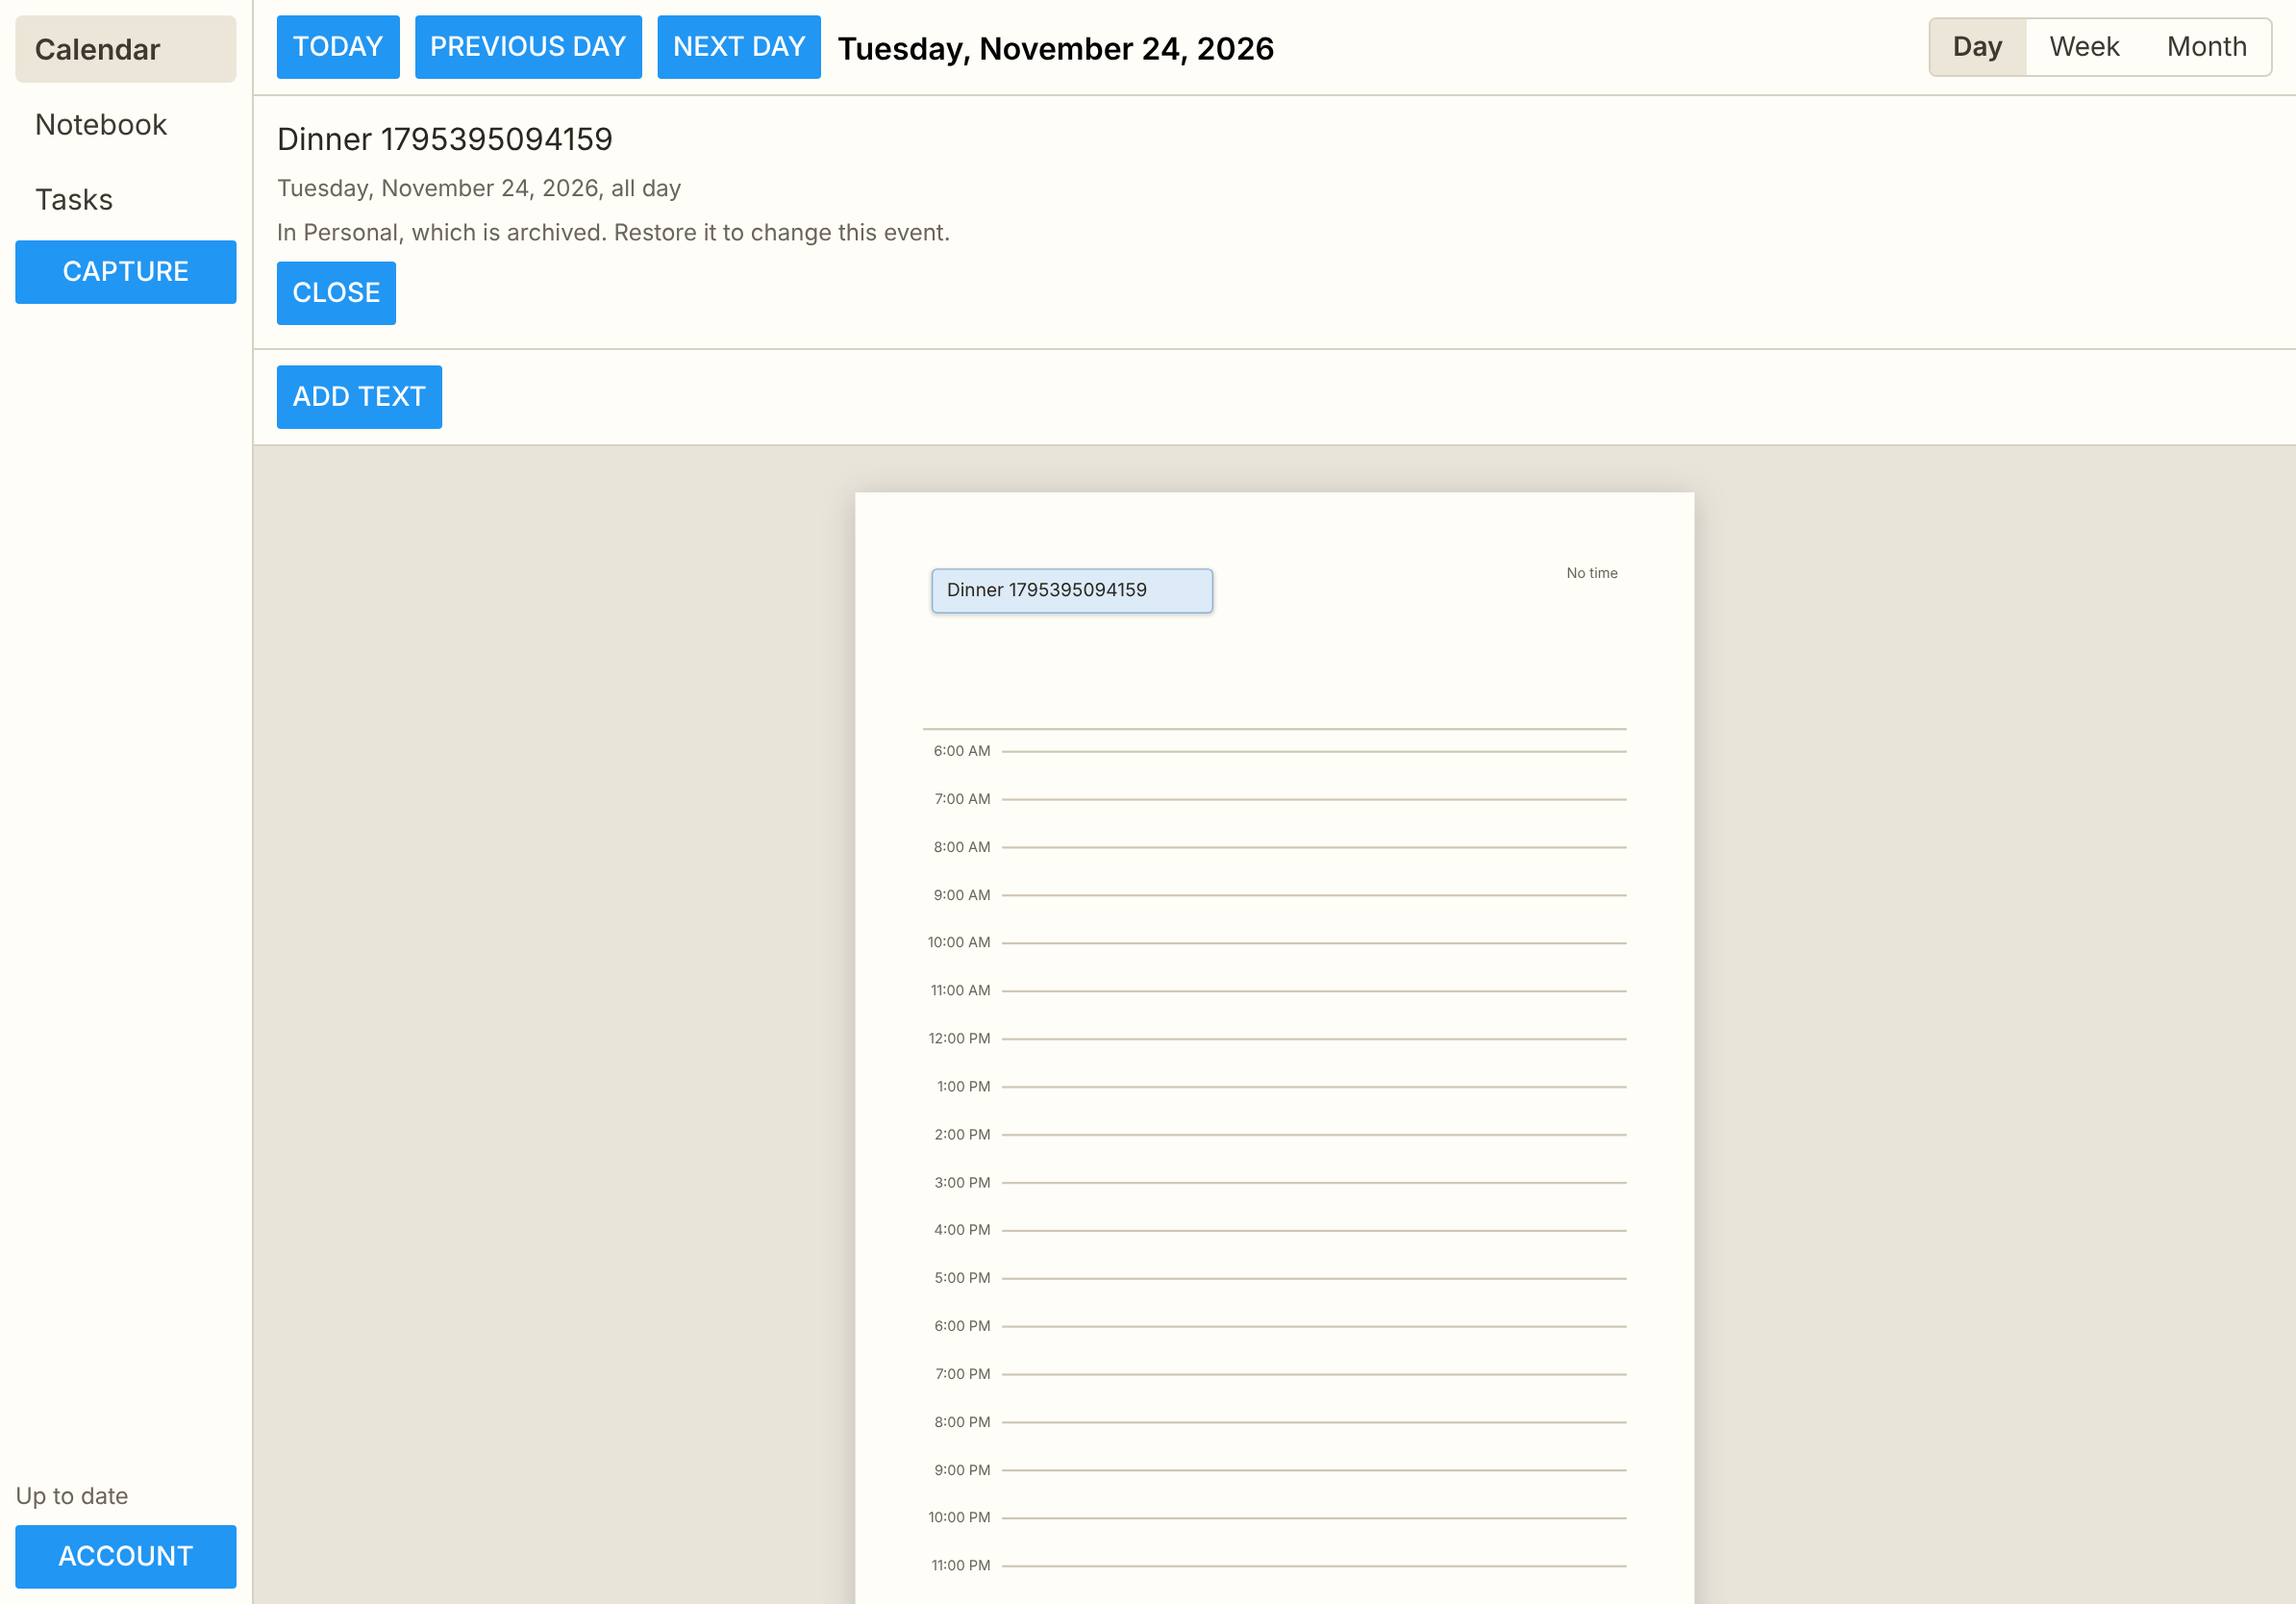 Calendar
Notebook
Tasks
CAPTURE
Up to date
ACCOUNT
TODAY PREVIOUS DAY NEXT DAY Tuesday, November 24, 2026 Day Week Month
Dinner 1795395094159
Tuesday, November 24, 2026, all day
In Personal, which is archived. Restore it to change this event.
CLOSE
ADD TEXT
No time
Dinner 1795395094159
6:00 AM
7:00 AM
8:00 AM
9:00 AM
10:00 AM
11:00 AM
12:00 PM
1:00 PM
2:00 PM
3:00 PM
4:00 PM
5:00 PM
6:00 PM
7:00 PM
8:00 PM
9:00 PM
10:00 PM
11:00 PM